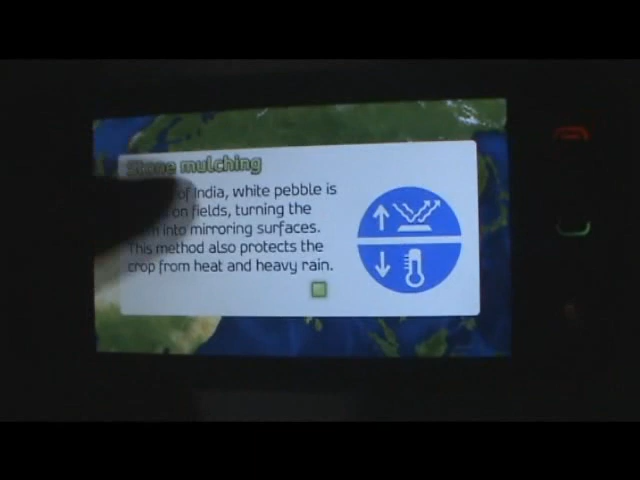 Stone mulching
of India, white pebble is
on fields, turning the
into mirroring surfaces.
This method also protects the
crop from heat and heavy rain.